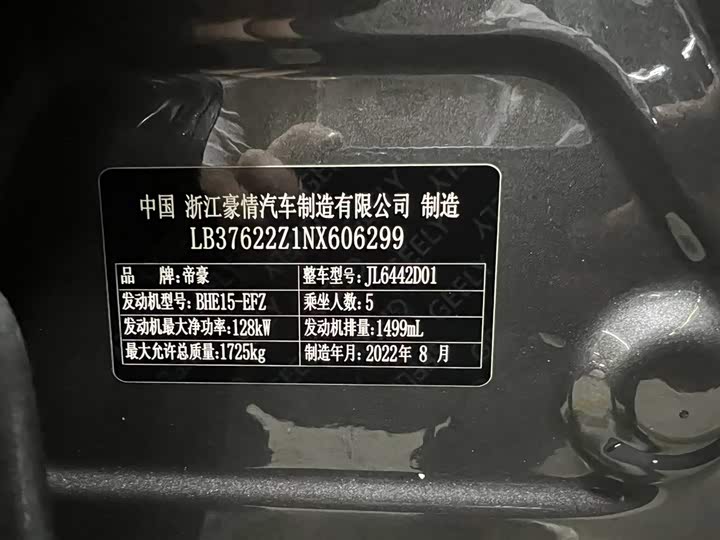 中国 浙江豪情汽车制造有限公司 制造
LB37622Z1NX606299
品 牌:帝豪 整车型号:JL6442D01
发动机型号:BHE15-EFZ 乘坐人数:5
发动机最大净功率:128kW 发动机排量:1499mL
最大允许总质量:1725kg 制造年月:2022年 8 月